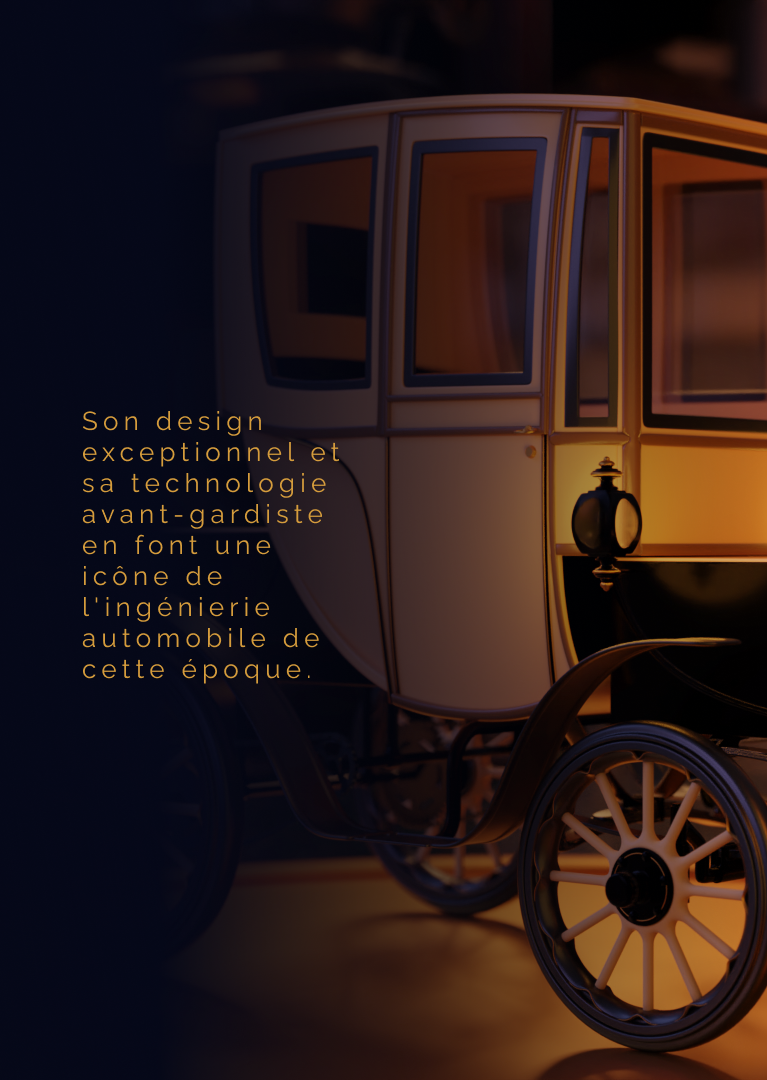 Son design
exceptionnel et
sa technologie
avant-gardiste
en font une
icône de
l'ingénierie
automobile de
cette époque.